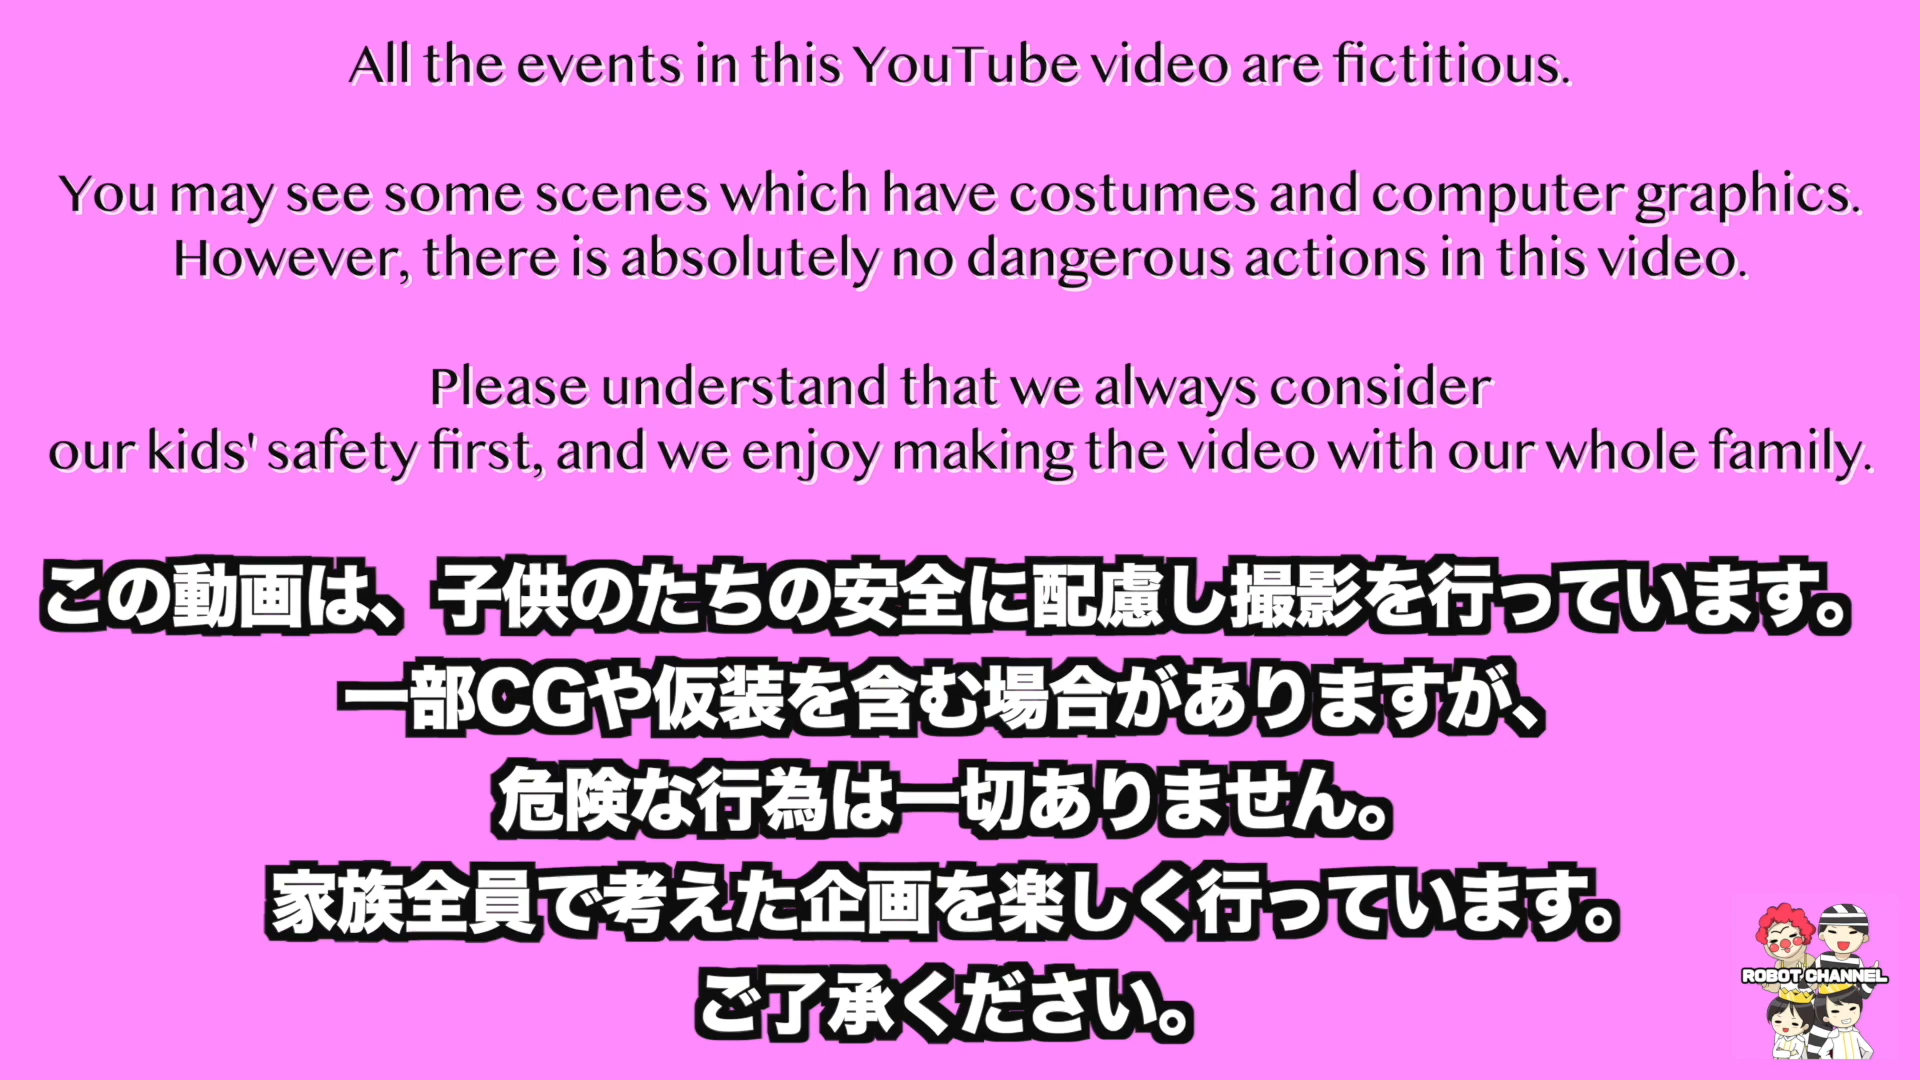 All the events in this YouTube video are fictitious.
You may see some scenes which have costumes and computer graphics.
However, there is absolutely no dangerous actions in this video.
Please understand that we always consider
our kids' safety first, and we enjoy making the video with our whole family.
この動画は、子供のたちの安全に配慮し撮影を行っています。
一部CGや仮装を含む場合がありますが、
危険な行為は一切ありません。
家族全員で考えた企画を楽しく行っています。
ご了承ください。
ROBOT CHANNEL